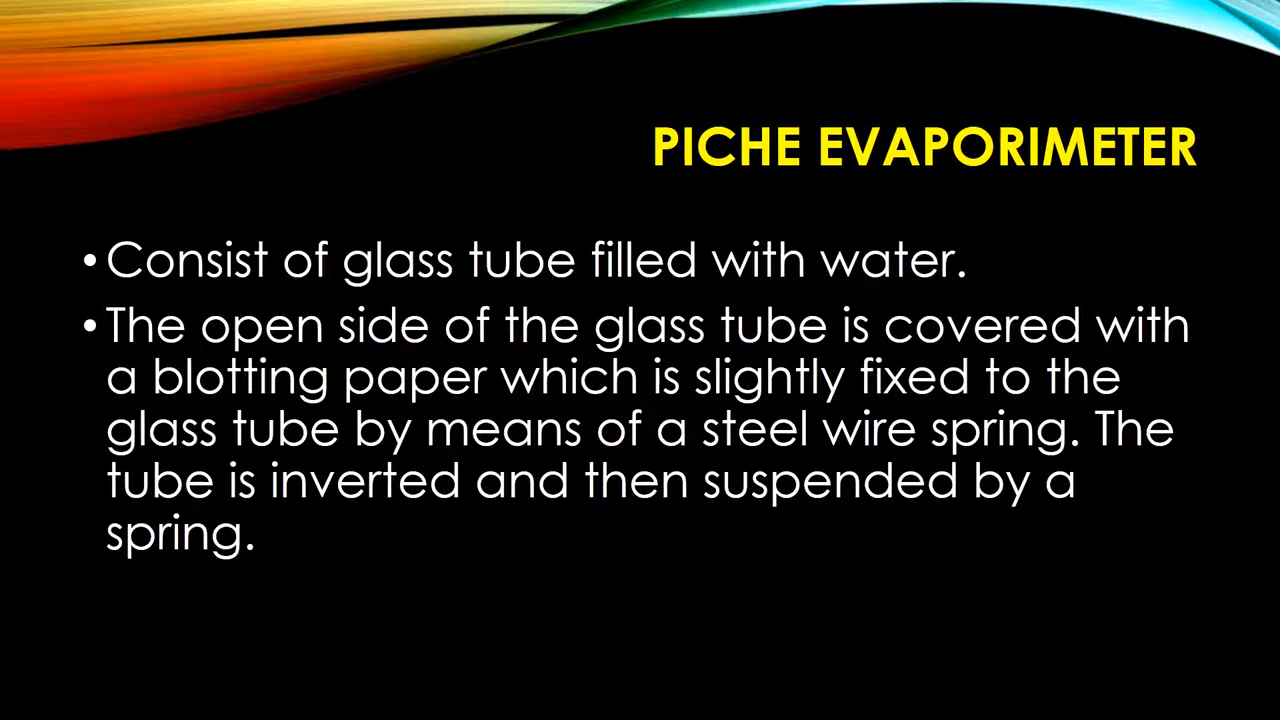 PICHE EVAPORIMETER
• Consist of glass tube filled with water.
• The open side of the glass tube is covered with
a blotting paper which is slightly fixed to the
glass tube by means of a steel wire spring. The
tube is inverted and then suspended by a
spring.